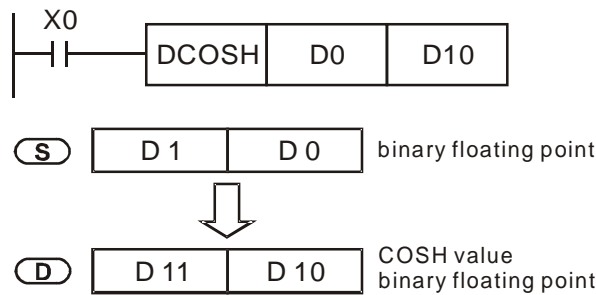 X0
DCOSH D0 D10
S D 1 D 0 binary floating point
D D 11 D 10 COSH value
binary floating point